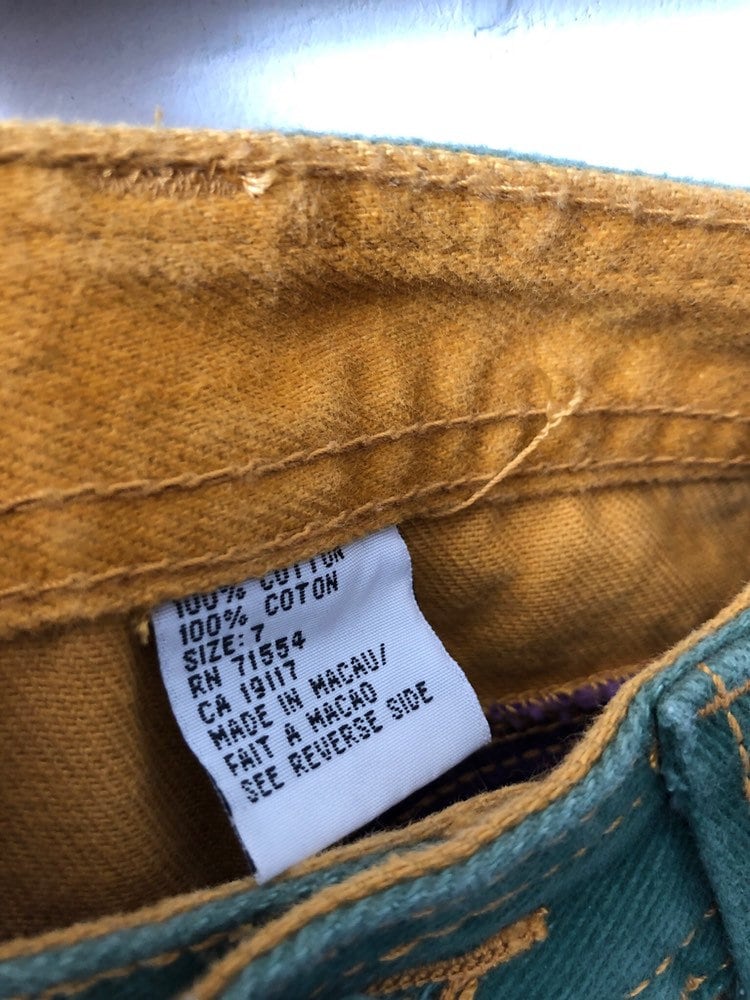 100% COTTON
100% COTON
SIZE: 7
RN 71554
CA 19117
MADE IN MACAU/
FAIT A MACAO
SEE REVERSE SIDE